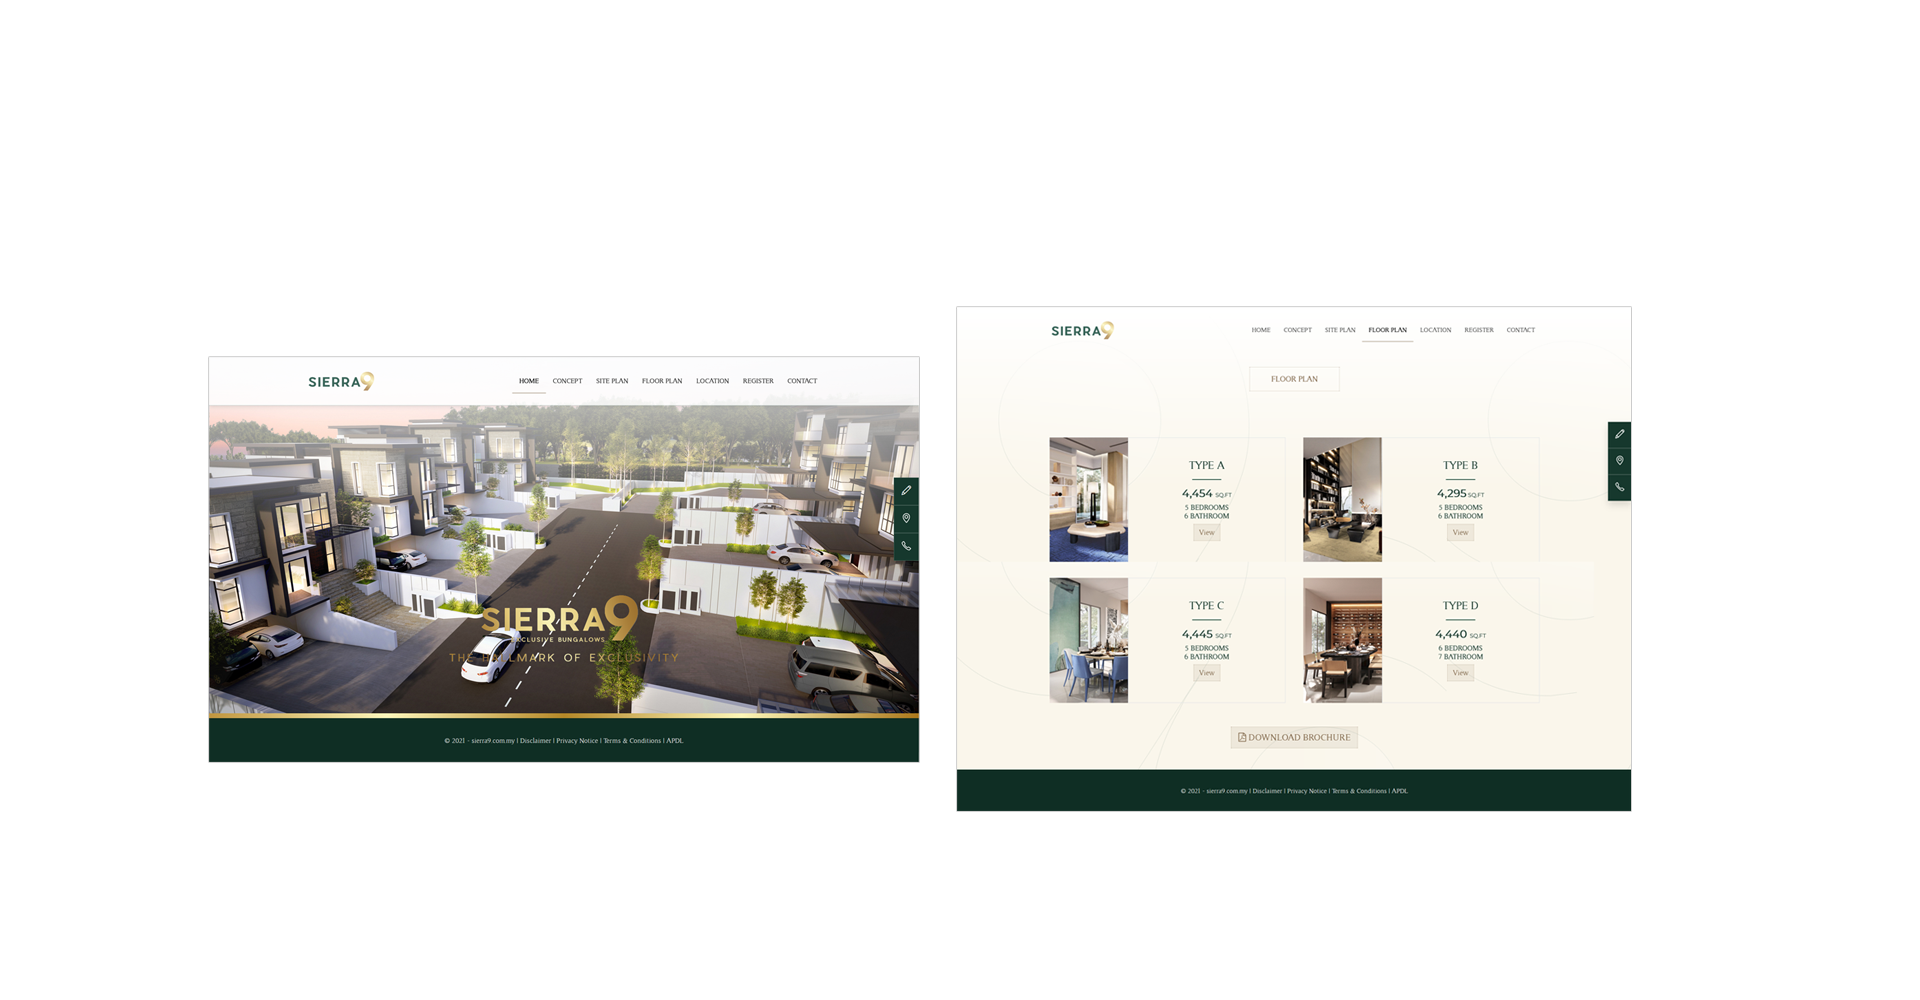 SIERRA9
HOME CONCEPT SITE PLAN FLOOR PLAN LOCATION REGISTER CONTACT
SIERRA9
EXCLUSIVE BUNGALOWS
THE HALLMARK OF EXCLUSIVITY
© 2021 - sierra9.com.my | Disclaimer | Privacy Notice | Terms & Conditions | APDL
SIERRA9
HOME CONCEPT SITE PLAN FLOOR PLAN LOCATION REGISTER CONTACT
FLOOR PLAN
TYPE A
4,454 SQ.FT
5 BEDROOMS
6 BATHROOM
View
TYPE B
4,295 SQ.FT
5 BEDROOMS
6 BATHROOM
View
TYPE C
4,445 SQ.FT
5 BEDROOMS
6 BATHROOM
View
TYPE D
4,440 SQ.FT
6 BEDROOMS
7 BATHROOM
View
DOWNLOAD BROCHURE
© 2021 - sierra9.com.my | Disclaimer | Privacy Notice | Terms & Conditions | APDL